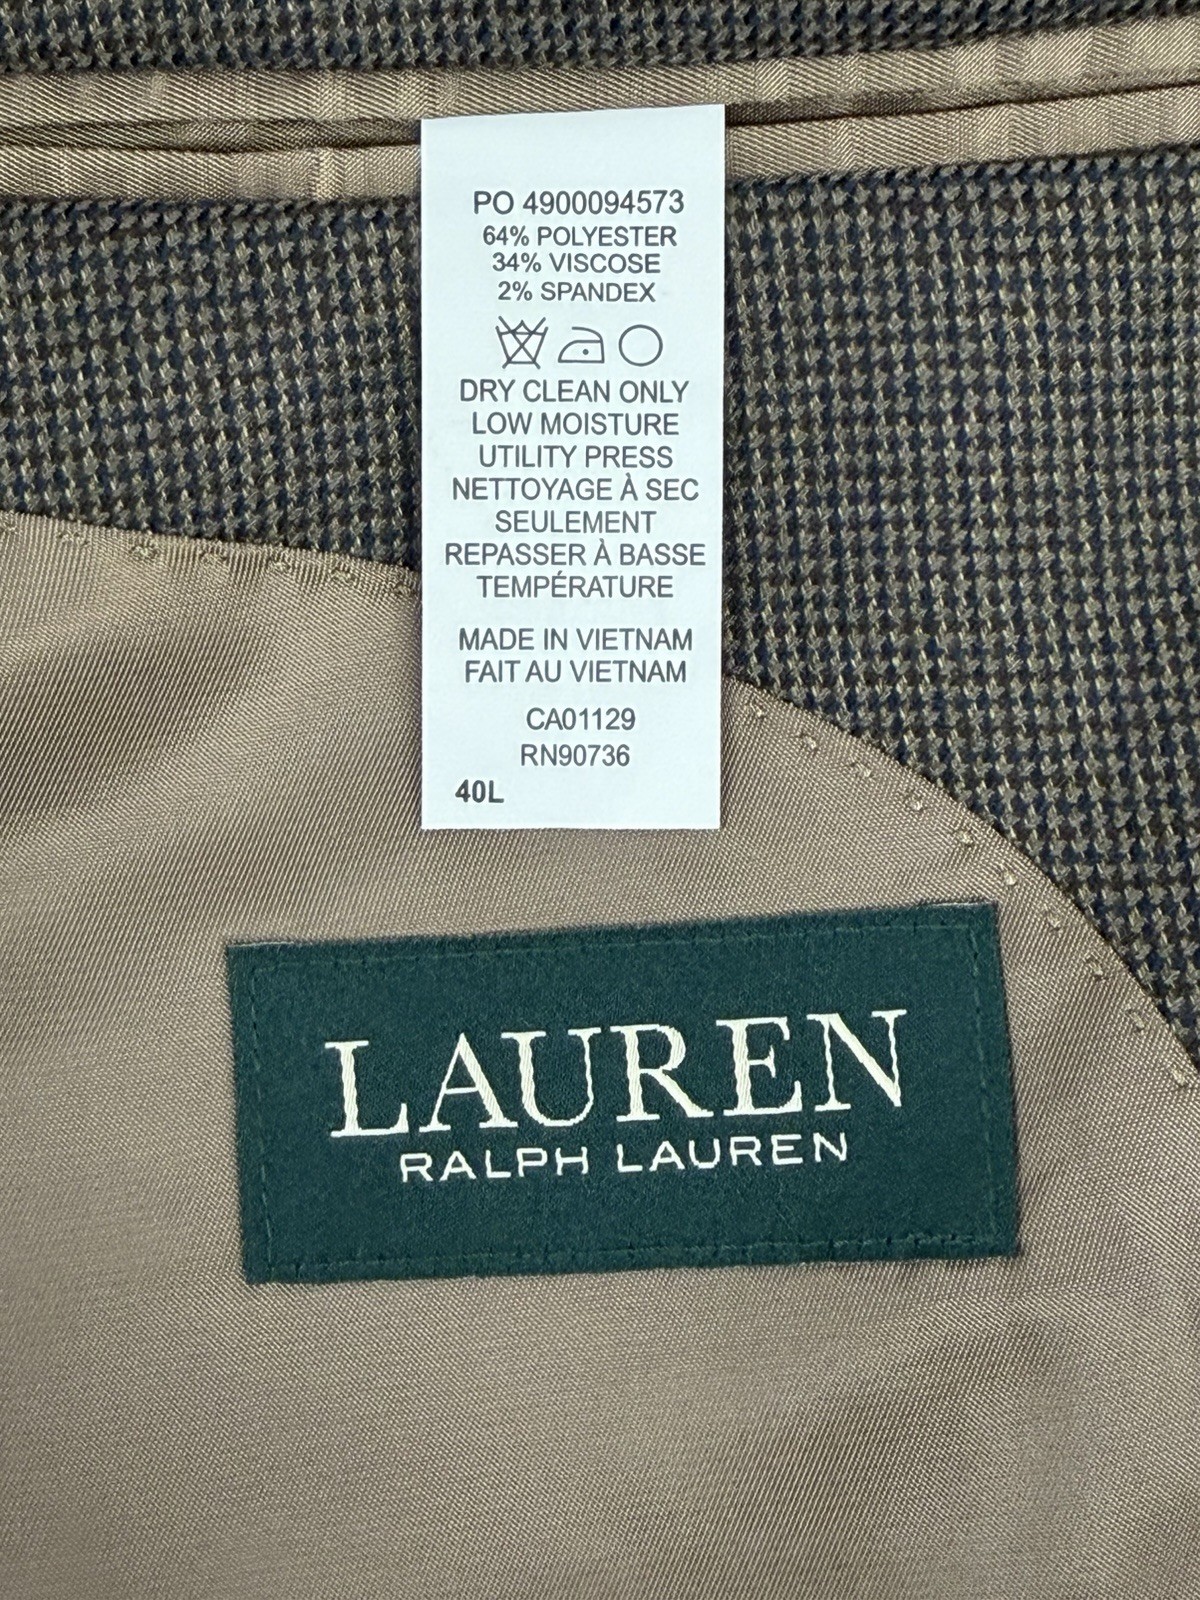 PO 4900094573
64% POLYESTER
34% VISCOSE
2% SPANDEX
DRY CLEAN ONLY
LOW MOISTURE
UTILITY PRESS
NETTOYAGE À SEC
SEULEMENT
REPASSER À BASSE
TEMPÉRATURE
MADE IN VIETNAM
FAIT AU VIETNAM
CA01129
RN90736
40L
LAUREN
RALPH LAUREN